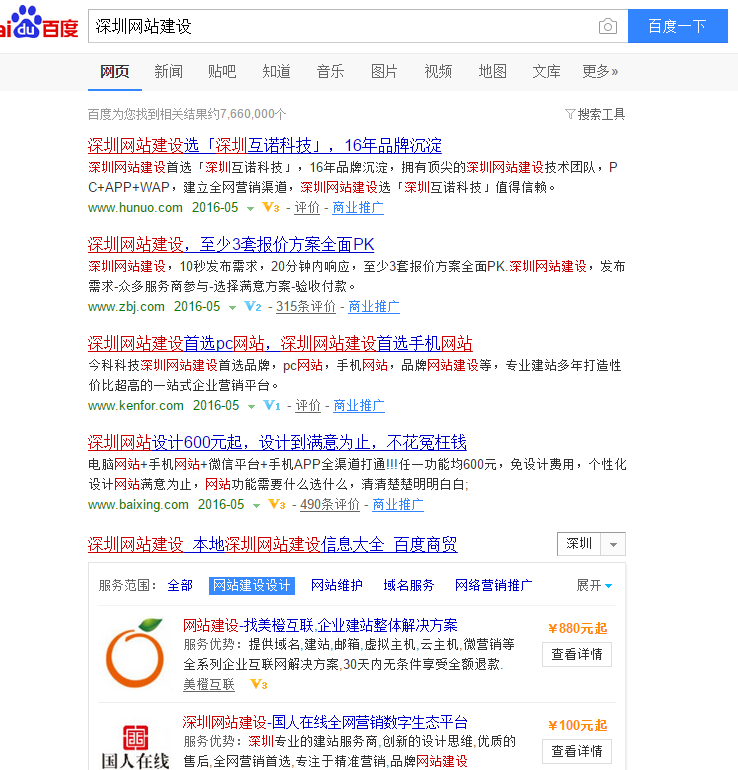 ai du 百度
深圳网站建设
百度一下
网页 新闻 贴吧 知道 音乐 图片 视频 地图 文库 更多»
百度为您找到相关结果约7,660,000个
搜索工具
深圳网站建设选「深圳互诺科技」，16年品牌沉淀
深圳网站建设首选「深圳互诺科技」，16年品牌沉淀，拥有顶尖的深圳网站建设技术团队，P
C+APP+WAP，建立全网营销渠道，深圳网站建设选「深圳互诺科技」值得信赖。
www.hunuo.com 2016-05 V3 - 评价 - 商业推广
深圳网站建设，至少3套报价方案全面PK
深圳网站建设，10秒发布需求，20分钟内响应，至少3套报价方案全面PK.深圳网站建设，发布
需求-众多服务商参与-选择满意方案-验收付款。
www.zbj.com 2016-05 V2 - 315条评价 - 商业推广
深圳网站建设首选pc网站，深圳网站建设首选手机网站
今科科技深圳网站建设首选品牌，pc网站，手机网站，品牌网站建设等，专业建站多年打造性
价比超高的一站式企业营销平台。
www.kenfor.com 2016-05 V1 - 评价 - 商业推广
深圳网站设计600元起，设计到满意为止，不花冤枉钱
电脑网站+手机网站+微信平台+手机APP全渠道打通!!!任一功能均600元，免设计费用，个性化
设计网站满意为止，网站功能需要什么选什么，清清楚楚明明白白;
www.baixing.com 2016-05 V3 - 490条评价 - 商业推广
深圳网站建设_本地深圳网站建设信息大全_百度商贸
深圳
服务范围： 全部 网站建设设计 网站维护 域名服务 网络营销推广 展开
网站建设-找美橙互联,企业建站整体解决方案
服务优势：提供域名,建站,邮箱,虚拟主机,云主机,微营销等
全系列企业互联网解决方案,30天内无条件享受全额退款.
美橙互联 V3
¥880元起
查看详情
深圳网站建设-国人在线全网营销数字生态平台
服务优势：深圳专业的建站服务商,创新的设计思维,优质的
售后,全网营销首选,专注于精准营销,品牌网站建设
¥100元起
查看详情
国人在线